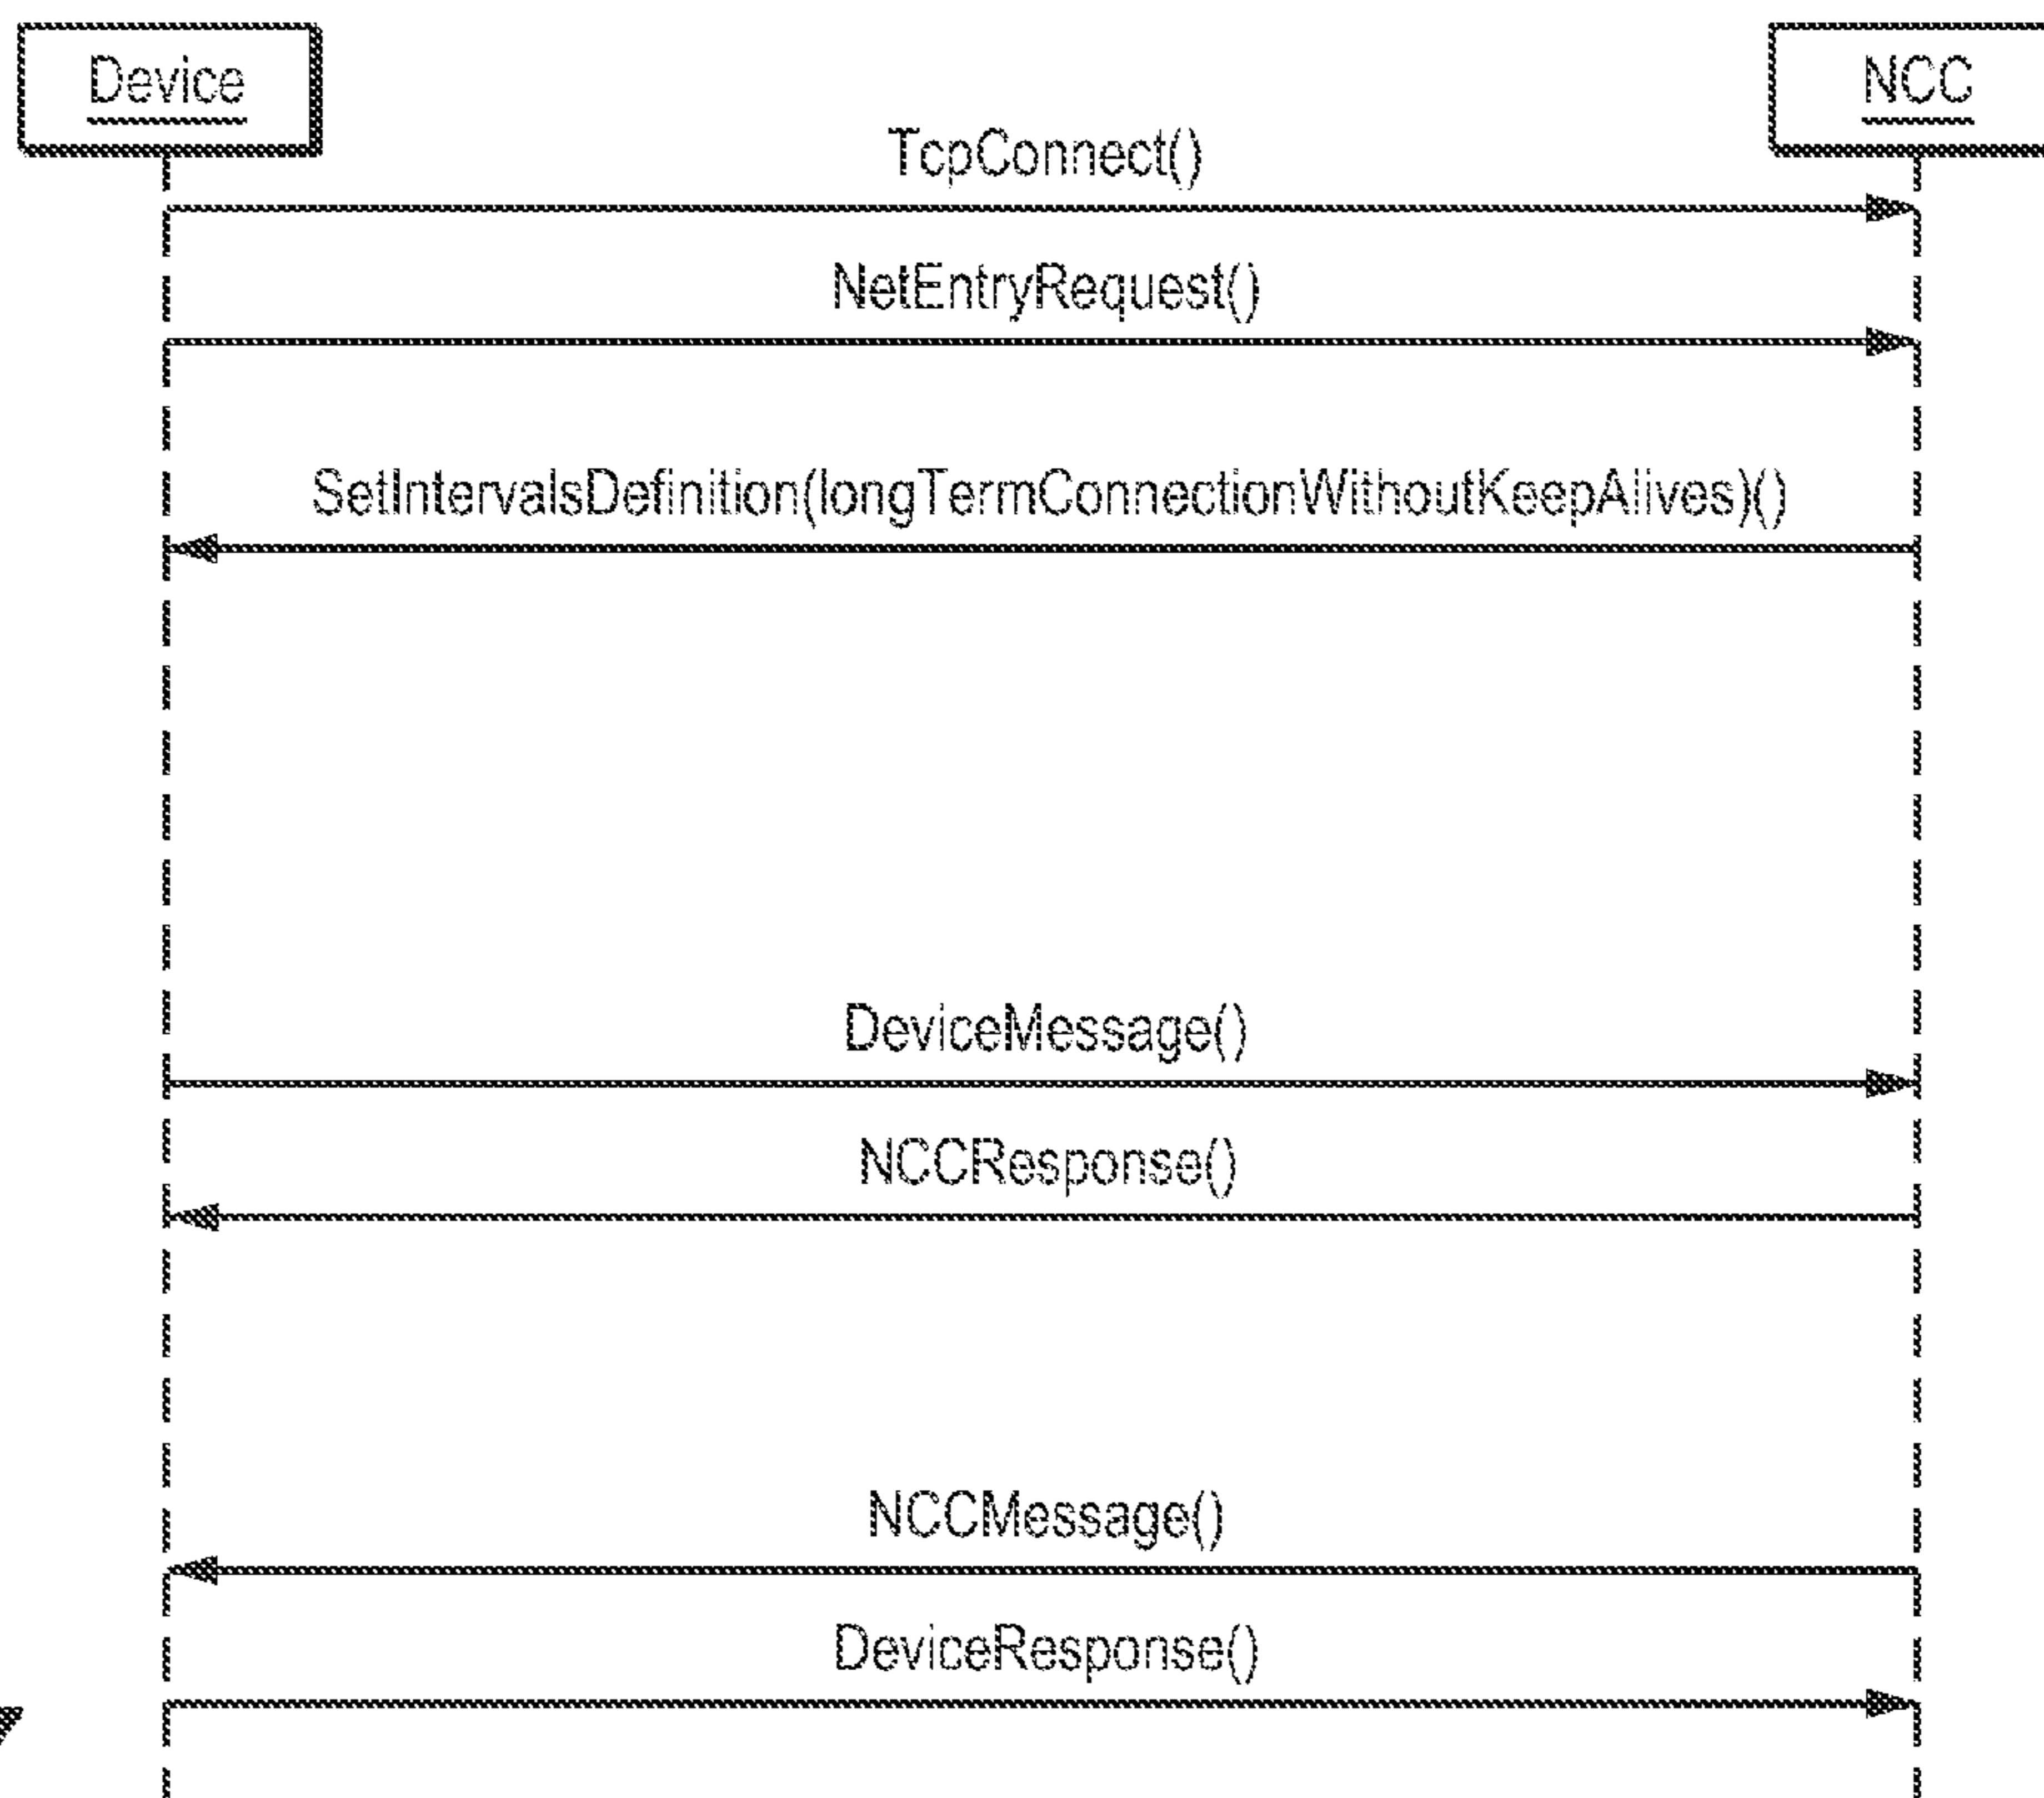 Device
NCC
TcpConnect()
NetEntryRequest()
SetIntervalsDefinition(longTermConnectionWithoutKeepAlives)()
DeviceMessage()
NCCResponse()
NCCMessage()
DeviceResponse()